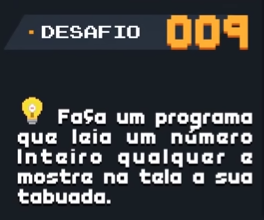 DESAFIO 009
Faça um programa
que leia um número
Inteiro qualquer e
mostre na tela a sua
tabuada.